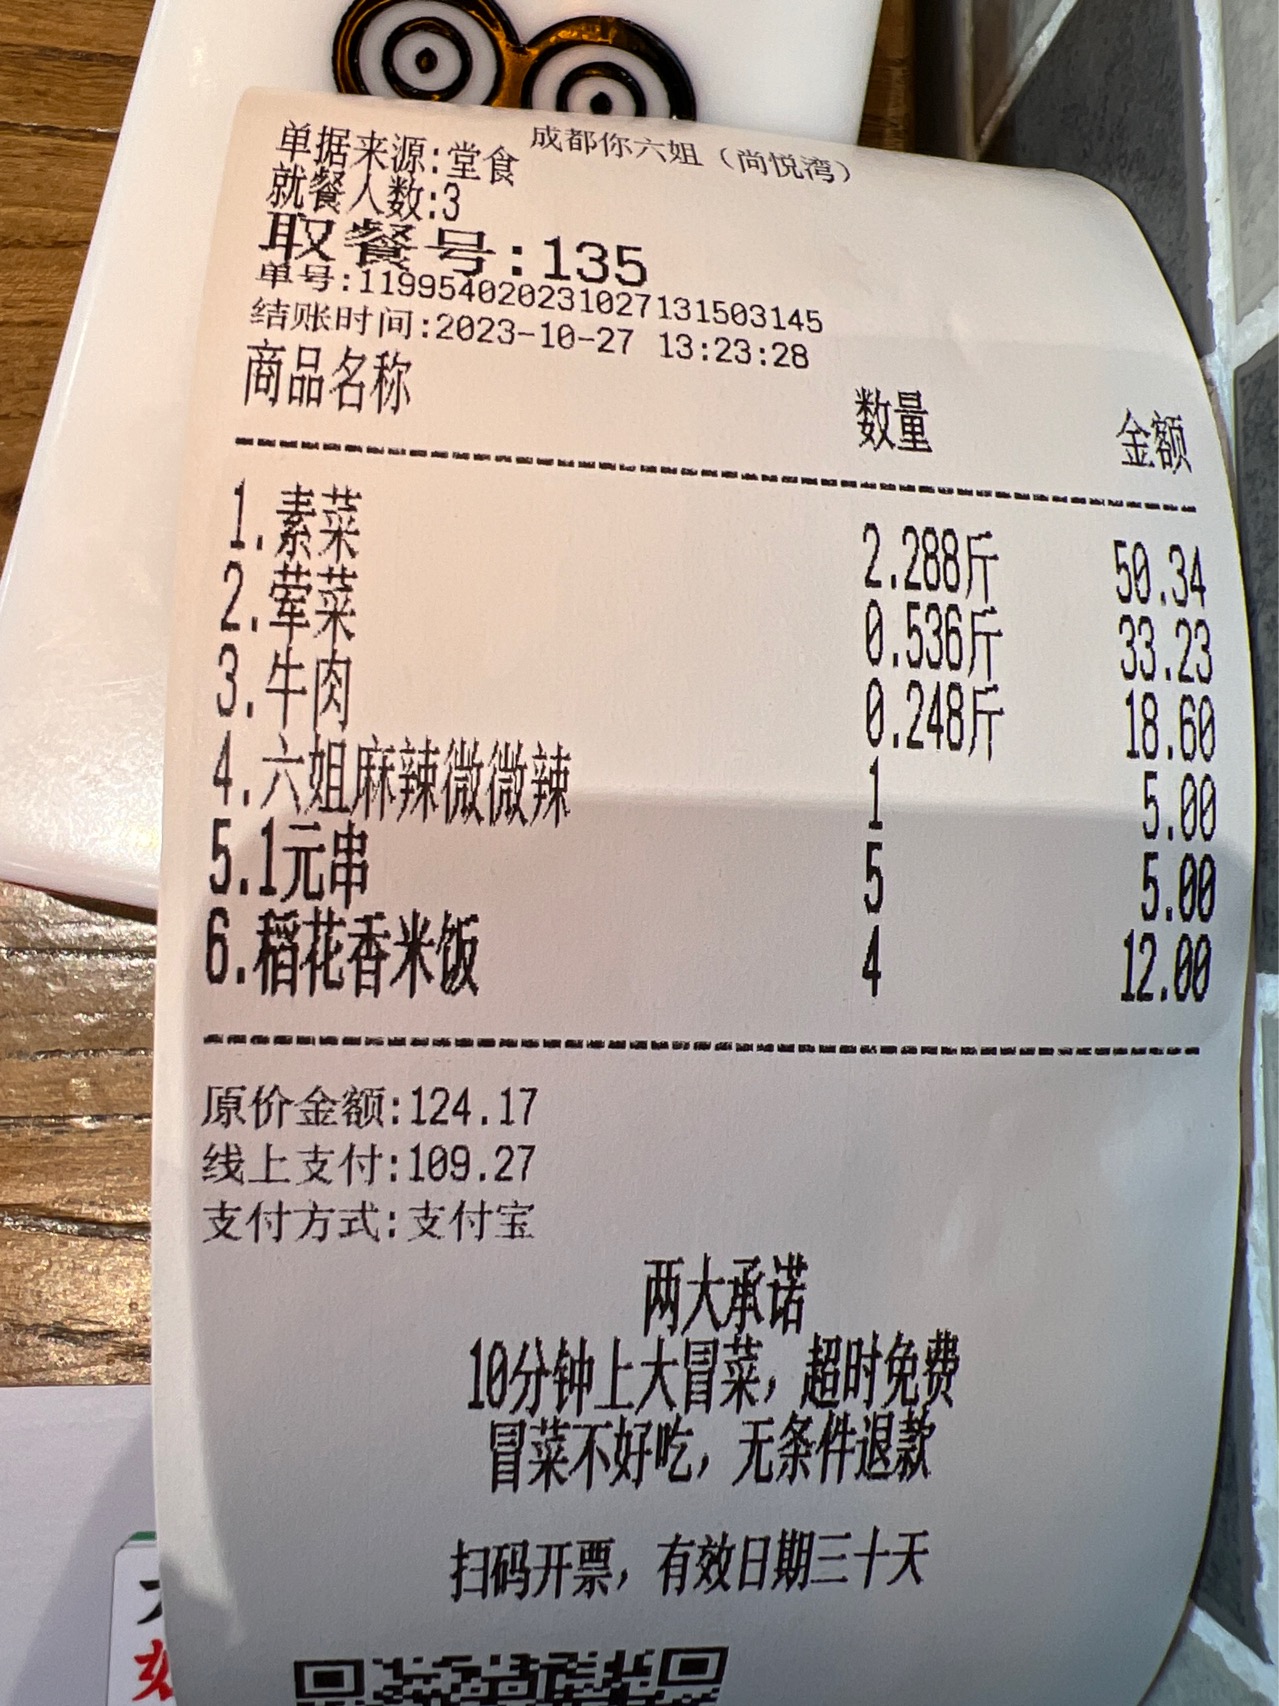 成都你六姐（尚悦湾）
单据来源:堂食
就餐人数:3
取餐号:135
单号:119954020231027131503145
结账时间:2023-10-27 13:23:28
商品名称 数量 金额
1.素菜 2.288斤 50.34
2.荤菜 0.536斤 33.23
3.牛肉 0.248斤 18.60
4.六姐麻辣微微辣 1 5.00
5.1元串 5 5.00
6.稻花香米饭 4 12.00
原价金额:124.17
线上支付:109.27
支付方式:支付宝
两大承诺
10分钟上大冒菜，超时免费
冒菜不好吃，无条件退款
扫码开票，有效日期三十天